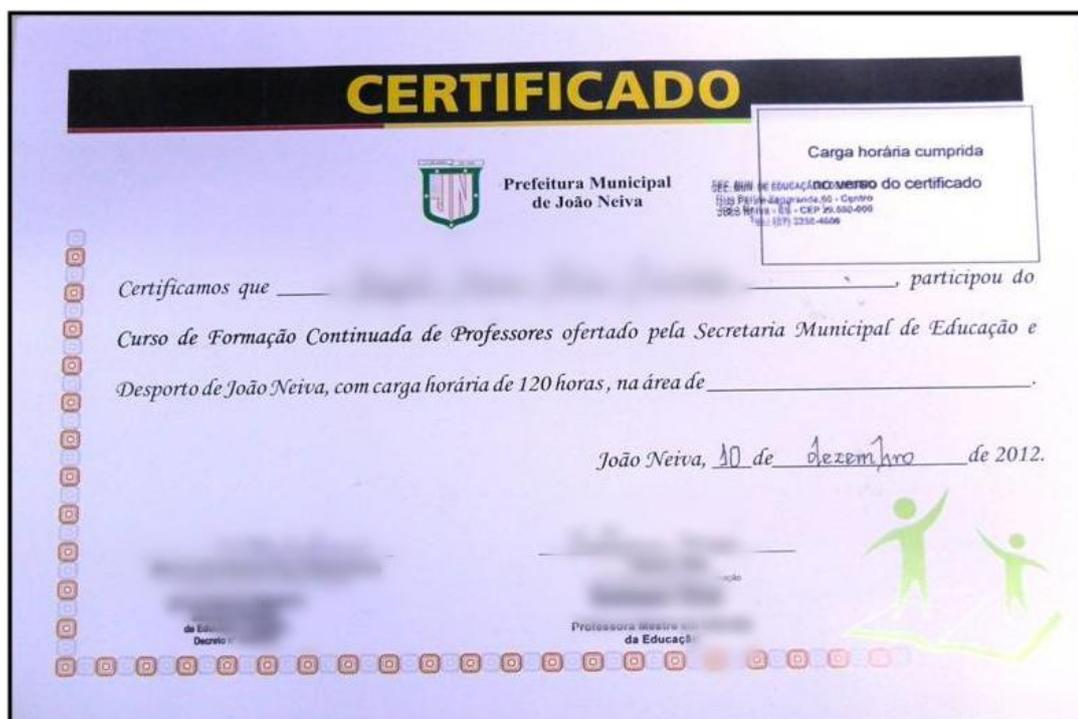 CERTIFICADO
Carga horária cumprida
no verso do certificado
Prefeitura Municipal
de João Neiva
Certificamos que , participou do
Curso de Formação Continuada de Professores ofertado pela Secretaria Municipal de Educação e
Desporto de João Neiva, com carga horária de 120 horas, na área de .
João Neiva, 10 de dezembro de 2012.
Decreto
Professora Mestre
da Educação